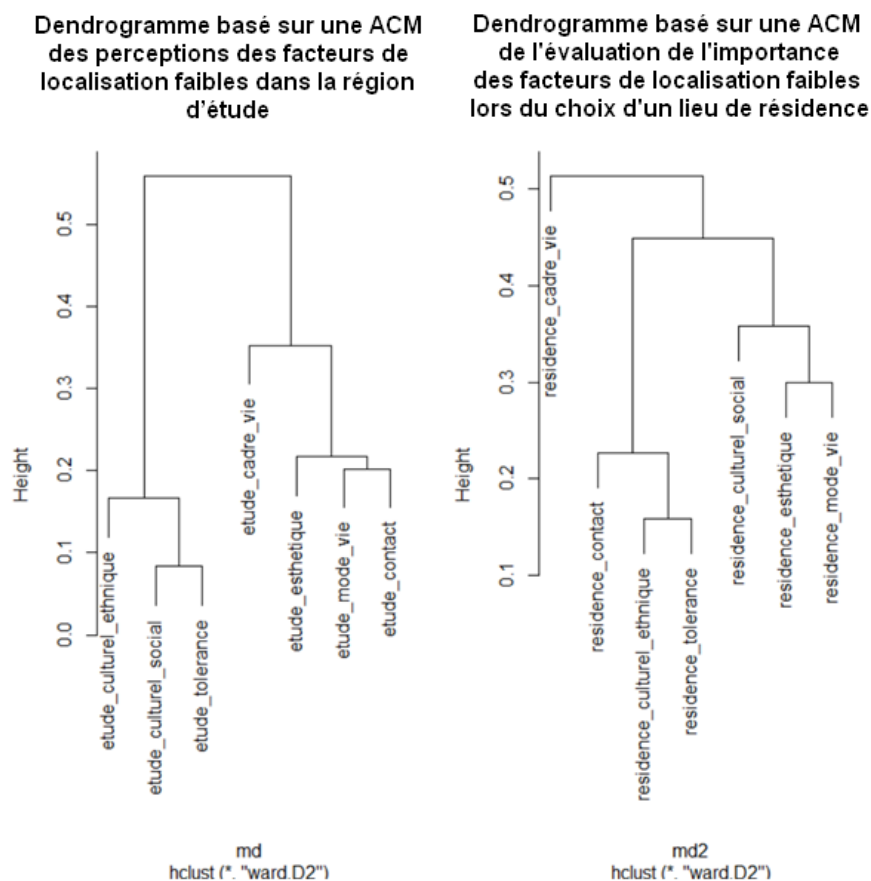 Dendrogramme basé sur une ACM
des perceptions des facteurs de
localisation faibles dans la région
d'étude
Height
0.0
0.1
0.2
0.3
0.4
0.5
etude_culturel_ethnique
etude_culturel_social
etude_tolerance
etude_cadre_vie
etude_esthetique
etude_mode_vie
etude_contact
md
hclust (*, "ward.D2")
Dendrogramme basé sur une ACM
de l'évaluation de l'importance
des facteurs de localisation faibles
lors du choix d'un lieu de résidence
Height
0.1
0.2
0.3
0.4
0.5
residence_cadre_vie
residence_contact
residence_culturel_ethnique
residence_tolerance
residence_culturel_social
residence_esthetique
residence_mode_vie
md2
hclust (*, "ward.D2")